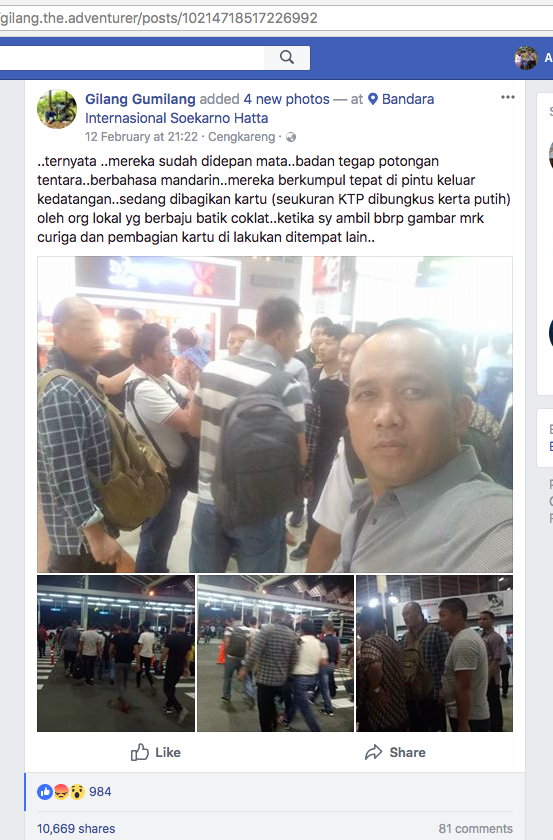 gilang.the.adventurer/posts/10214718517226992
Gilang Gumilang added 4 new photos — at Bandara
Internasional Soekarno Hatta
12 February at 21:22 · Cengkareng ·
..ternyata ..mereka sudah didepan mata..badan tegap potongan
tentara..berbahasa mandarin..mereka berkumpul tepat di pintu keluar
kedatangan..sedang dibagikan kartu (seukuran KTP dibungkus kerta putih)
oleh org lokal yg berbaju batik coklat..ketika sy ambil bbrp gambar mrk
curiga dan pembagian kartu di lakukan ditempat lain..
Like
Share
984
10,669 shares
81 comments